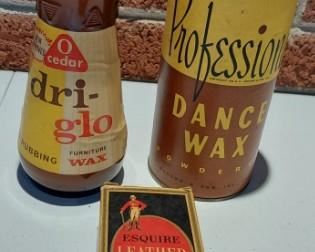 O
cedar
dri-
glo
RUBBING
FURNITURE
WAX
Profession
DANCE
WAX
POWDER
ESQUIRE
LEATHER